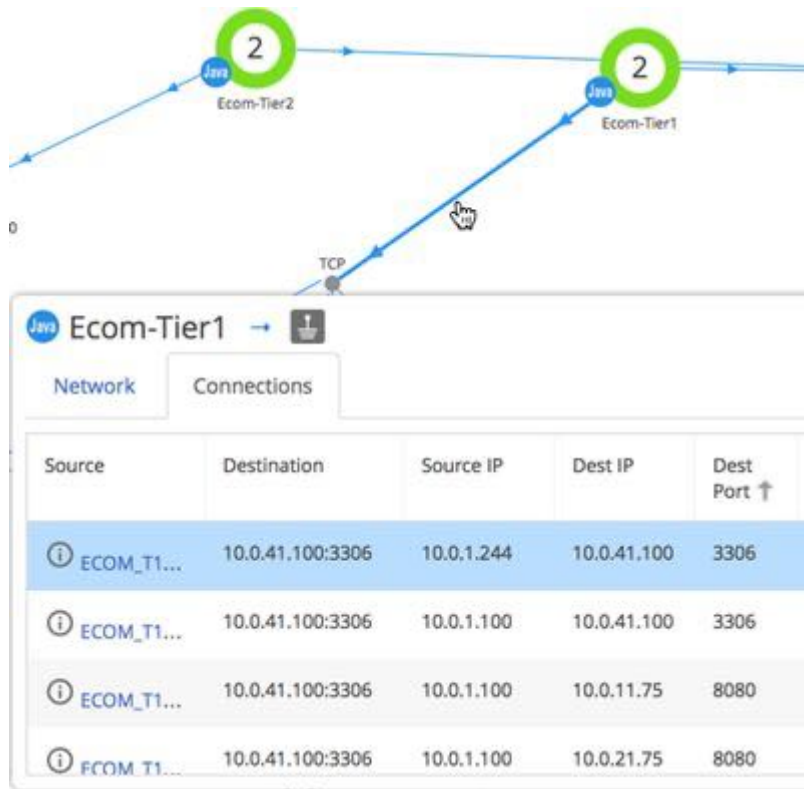 2
Java
Ecom-Tier2
2
Java
Ecom-Tier1
0
TCP
Java Ecom-Tier1 →
Network Connections
Source Destination Source IP Dest IP Dest Port ↑
ECOM_T1... 10.0.41.100:3306 10.0.1.244 10.0.41.100 3306
ECOM_T1... 10.0.41.100:3306 10.0.1.100 10.0.41.100 3306
ECOM_T1... 10.0.41.100:3306 10.0.1.100 10.0.11.75 8080
ECOM_T1... 10.0.41.100:3306 10.0.1.100 10.0.21.75 8080